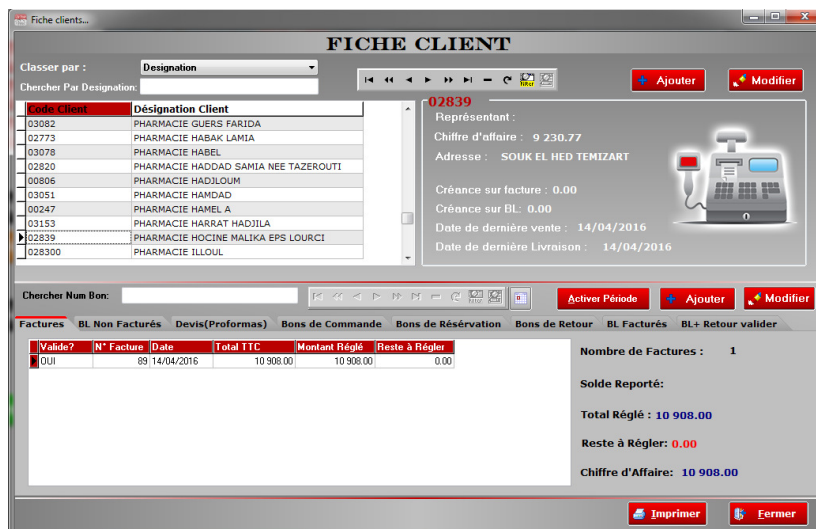 Fiche clients...
FICHE CLIENT
Classer par : Designation
Chercher Par Designation:
filtrer
Ajouter
Modifier
Code Client Désignation Client
03082 PHARMACIE GUERS FARIDA
02773 PHARMACIE HABAK LAMIA
03078 PHARMACIE HABEL
02820 PHARMACIE HADDAD SAMIA NEE TAZEROUTI
00806 PHARMACIE HADJLOUM
03051 PHARMACIE HAMDAD
00247 PHARMACIE HAMEL A
03153 PHARMACIE HARRAT HADJILA
02839 PHARMACIE HOCINE MALIKA EPS LOURCI
028300 PHARMACIE ILLOUL
02839
Représentant :
Chiffre d'affaire : 9 230.77
Adresse : SOUK EL HED TEMIZART
Créance sur facture : 0.00
Créance sur BL: 0.00
Date de dernière vente : 14/04/2016
Date de dernière Livraison : 14/04/2016
0
Chercher Num Bon:
Activer Période
Ajouter
Modifier
Factures BL Non Facturés Devis(Proformas) Bons de Commande Bons de Résérvation Bons de Retour BL Facturés BL+ Retour valider
Valide? N° Facture Date Total TTC Montant Réglé Reste à Régler
OUI 89 14/04/2016 10 908.00 10 908.00 0.00
Nombre de Factures : 1
Solde Reporté:
Total Réglé : 10 908.00
Reste à Régler: 0.00
Chiffre d'Affaire: 10 908.00
Imprimer
Fermer